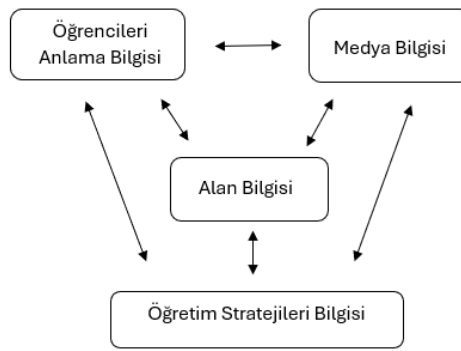 Öğrencileri
Anlama Bilgisi
Medya Bilgisi
Alan Bilgisi
Öğretim Stratejileri Bilgisi